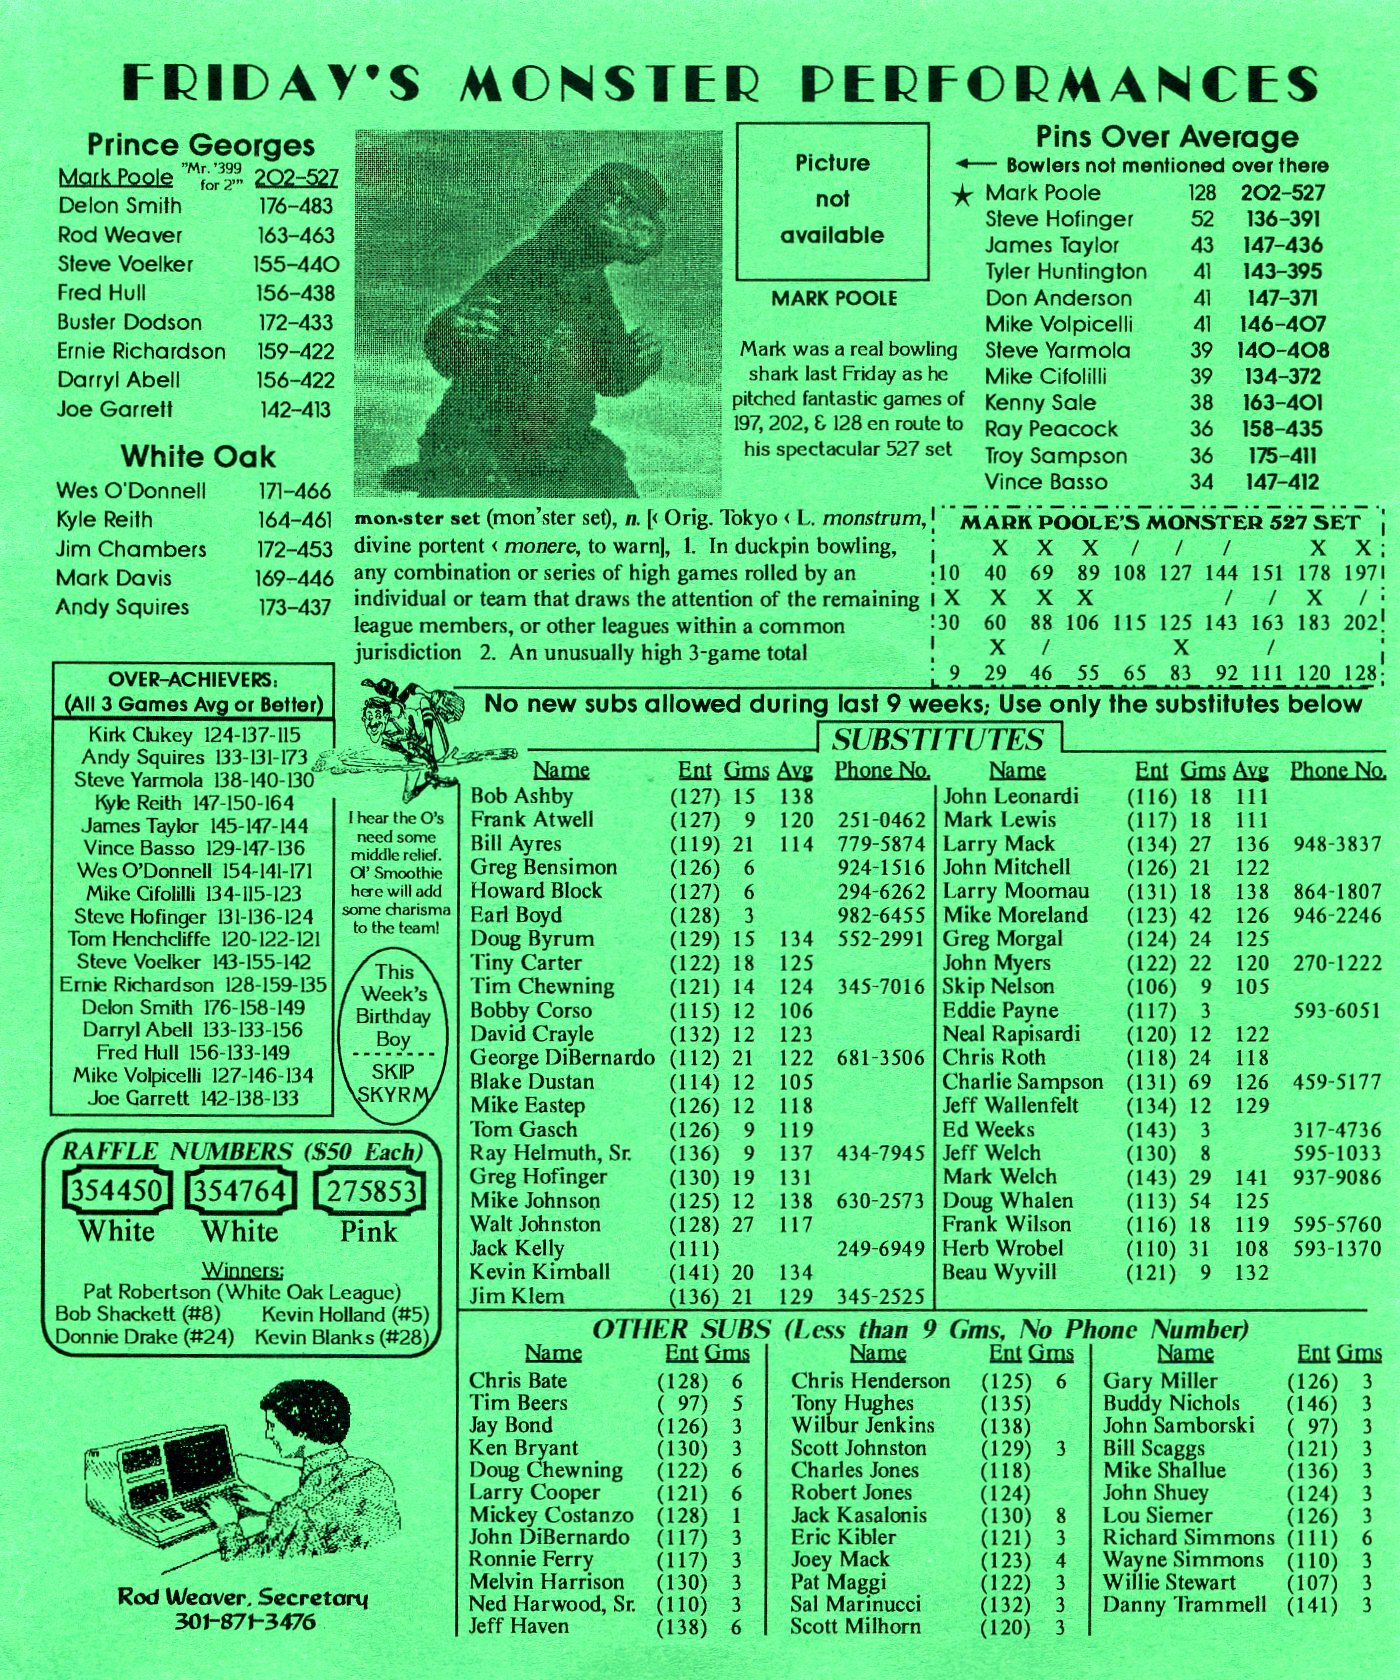 FRIDAY'S MONSTER PERFORMANCES
Prince Georges
Mark Poole "Mr. '399 for 2'" 202-527
Delon Smith 176-483
Rod Weaver 163-463
Steve Voelker 155-440
Fred Hull 156-438
Buster Dodson 172-433
Ernie Richardson 159-422
Darryl Abell 156-422
Joe Garrett 142-413
White Oak
Wes O'Donnell 171-466
Kyle Reith 164-461
Jim Chambers 172-453
Mark Davis 169-446
Andy Squires 173-437
Picture
not
available
MARK POOLE
Mark was a real bowling
shark last Friday as he
pitched fantastic games of
197, 202, & 128 en route to
his spectacular 527 set
Pins Over Average
← Bowlers not mentioned over there
★ Mark Poole 128 202-527
Steve Hofinger 52 136-391
James Taylor 43 147-436
Tyler Huntington 41 143-395
Don Anderson 41 147-371
Mike Volpicelli 41 146-407
Steve Yarmola 39 140-408
Mike Cifolilli 39 134-372
Kenny Sale 38 163-401
Ray Peacock 36 158-435
Troy Sampson 36 175-411
Vince Basso 34 147-412
mon•ster set (mon'ster set), n. [‹ Orig. Tokyo ‹ L. monstrum,
divine portent ‹ monere, to warn], 1. In duckpin bowling,
any combination or series of high games rolled by an
individual or team that draws the attention of the remaining
league members, or other leagues within a common
jurisdiction 2. An unusually high 3-game total
MARK POOLE'S MONSTER 527 SET
X X X / / / X X
10 40 69 89 108 127 144 151 178 197
X X X X / / X /
30 60 88 106 115 125 143 163 183 202
X / X /
9 29 46 55 65 83 92 111 120 128
OVER-ACHIEVERS:
(All 3 Games Avg or Better)
Kirk Clukey 124-137-115
Andy Squires 133-131-173
Steve Yarmola 138-140-130
Kyle Reith 147-150-164
James Taylor 145-147-144
Vince Basso 129-147-136
Wes O'Donnell 154-141-171
Mike Cifolilli 134-115-123
Steve Hofinger 131-136-124
Tom Henchcliffe 120-122-121
Steve Voelker 143-155-142
Ernie Richardson 128-159-135
Delon Smith 176-158-149
Darryl Abell 133-133-156
Fred Hull 156-133-149
Mike Volpicelli 127-146-134
Joe Garrett 142-138-133
I hear the O's
need some
middle relief.
Ol' Smoothie
here will add
some charisma
to the team!
This
Week's
Birthday
Boy
SKIP
SKYRM
RAFFLE NUMBERS ($50 Each)
354450 354764 275853
White White Pink
Winners:
Pat Robertson (White Oak League)
Bob Shackett (#8) Kevin Holland (#5)
Donnie Drake (#24) Kevin Blanks (#28)
Rod Weaver, Secretary
301-871-3476
No new subs allowed during last 9 weeks; Use only the substitutes below
SUBSTITUTES
Name Ent Gms Avg Phone No.
Bob Ashby (127) 15 138
Frank Atwell (127) 9 120 251-0462
Bill Ayres (119) 21 114 779-5874
Greg Bensimon (126) 6 924-1516
Howard Block (127) 6 294-6262
Earl Boyd (128) 3 982-6455
Doug Byrum (129) 15 134 552-2991
Tiny Carter (122) 18 125
Tim Chewning (121) 14 124 345-7016
Bobby Corso (115) 12 106
David Crayle (132) 12 123
George DiBernardo (112) 21 122 681-3506
Blake Dustan (114) 12 105
Mike Eastep (126) 12 118
Tom Gasch (126) 9 119
Ray Helmuth, Sr. (136) 9 137 434-7945
Greg Hofinger (130) 19 131
Mike Johnson (125) 12 138 630-2573
Walt Johnston (128) 27 117
Jack Kelly (111) 249-6949
Kevin Kimball (141) 20 134
Jim Klem (136) 21 129 345-2525
Name Ent Gms Avg Phone No.
John Leonardi (116) 18 111
Mark Lewis (117) 18 111
Larry Mack (134) 27 136 948-3837
John Mitchell (126) 21 122
Larry Moomau (131) 18 138 864-1807
Mike Moreland (123) 42 126 946-2246
Greg Morgal (124) 24 125
John Myers (122) 22 120 270-1222
Skip Nelson (106) 9 105
Eddie Payne (117) 3 593-6051
Neal Rapisardi (120) 12 122
Chris Roth (118) 24 118
Charlie Sampson (131) 69 126 459-5177
Jeff Wallenfelt (134) 12 129
Ed Weeks (143) 3 317-4736
Jeff Welch (130) 8 595-1033
Mark Welch (143) 29 141 937-9086
Doug Whalen (113) 54 125
Frank Wilson (116) 18 119 595-5760
Herb Wrobel (110) 31 108 593-1370
Beau Wyvill (121) 9 132
OTHER SUBS (Less than 9 Gms, No Phone Number)
Name Ent Gms
Chris Bate (128) 6
Tim Beers ( 97) 5
Jay Bond (126) 3
Ken Bryant (130) 3
Doug Chewning (122) 6
Larry Cooper (121) 6
Mickey Costanzo (128) 1
John DiBernardo (117) 3
Ronnie Ferry (117) 3
Melvin Harrison (130) 3
Ned Harwood, Sr. (110) 3
Jeff Haven (138) 6
Name Ent Gms
Chris Henderson (125) 6
Tony Hughes (135)
Wilbur Jenkins (138)
Scott Johnston (129) 3
Charles Jones (118)
Robert Jones (124)
Jack Kasalonis (130) 8
Eric Kibler (121) 3
Joey Mack (123) 4
Pat Maggi (122) 3
Sal Marinucci (132) 3
Scott Milhorn (120) 3
Name Ent Gms
Gary Miller (126) 3
Buddy Nichols (146) 3
John Samborski ( 97) 3
Bill Scaggs (121) 3
Mike Shallue (136) 3
John Shuey (124) 3
Lou Siemer (126) 3
Richard Simmons (111) 6
Wayne Simmons (110) 3
Willie Stewart (107) 3
Danny Trammell (141) 3